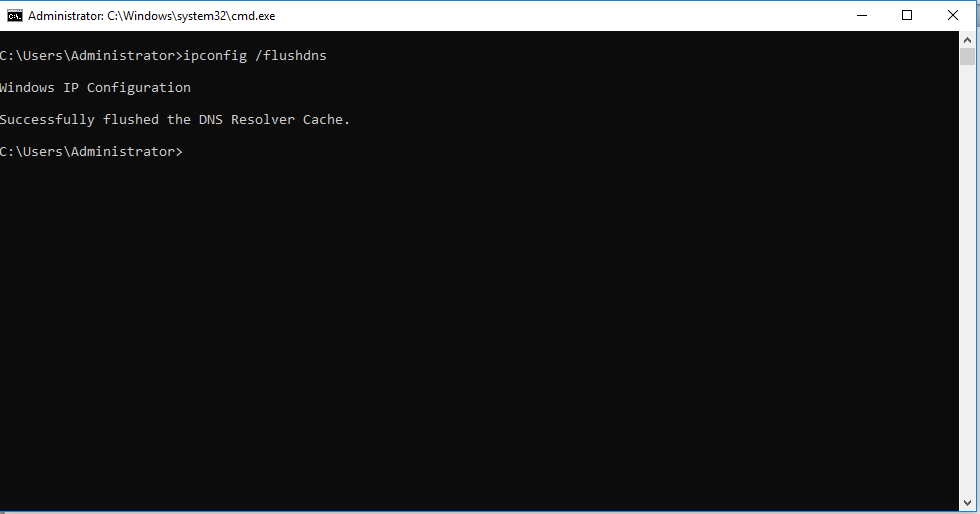 Administrator: C:\Windows\system32\cmd.exe
C:\Users\Administrator>ipconfig /flushdns
Windows IP Configuration
Successfully flushed the DNS Resolver Cache.
C:\Users\Administrator>